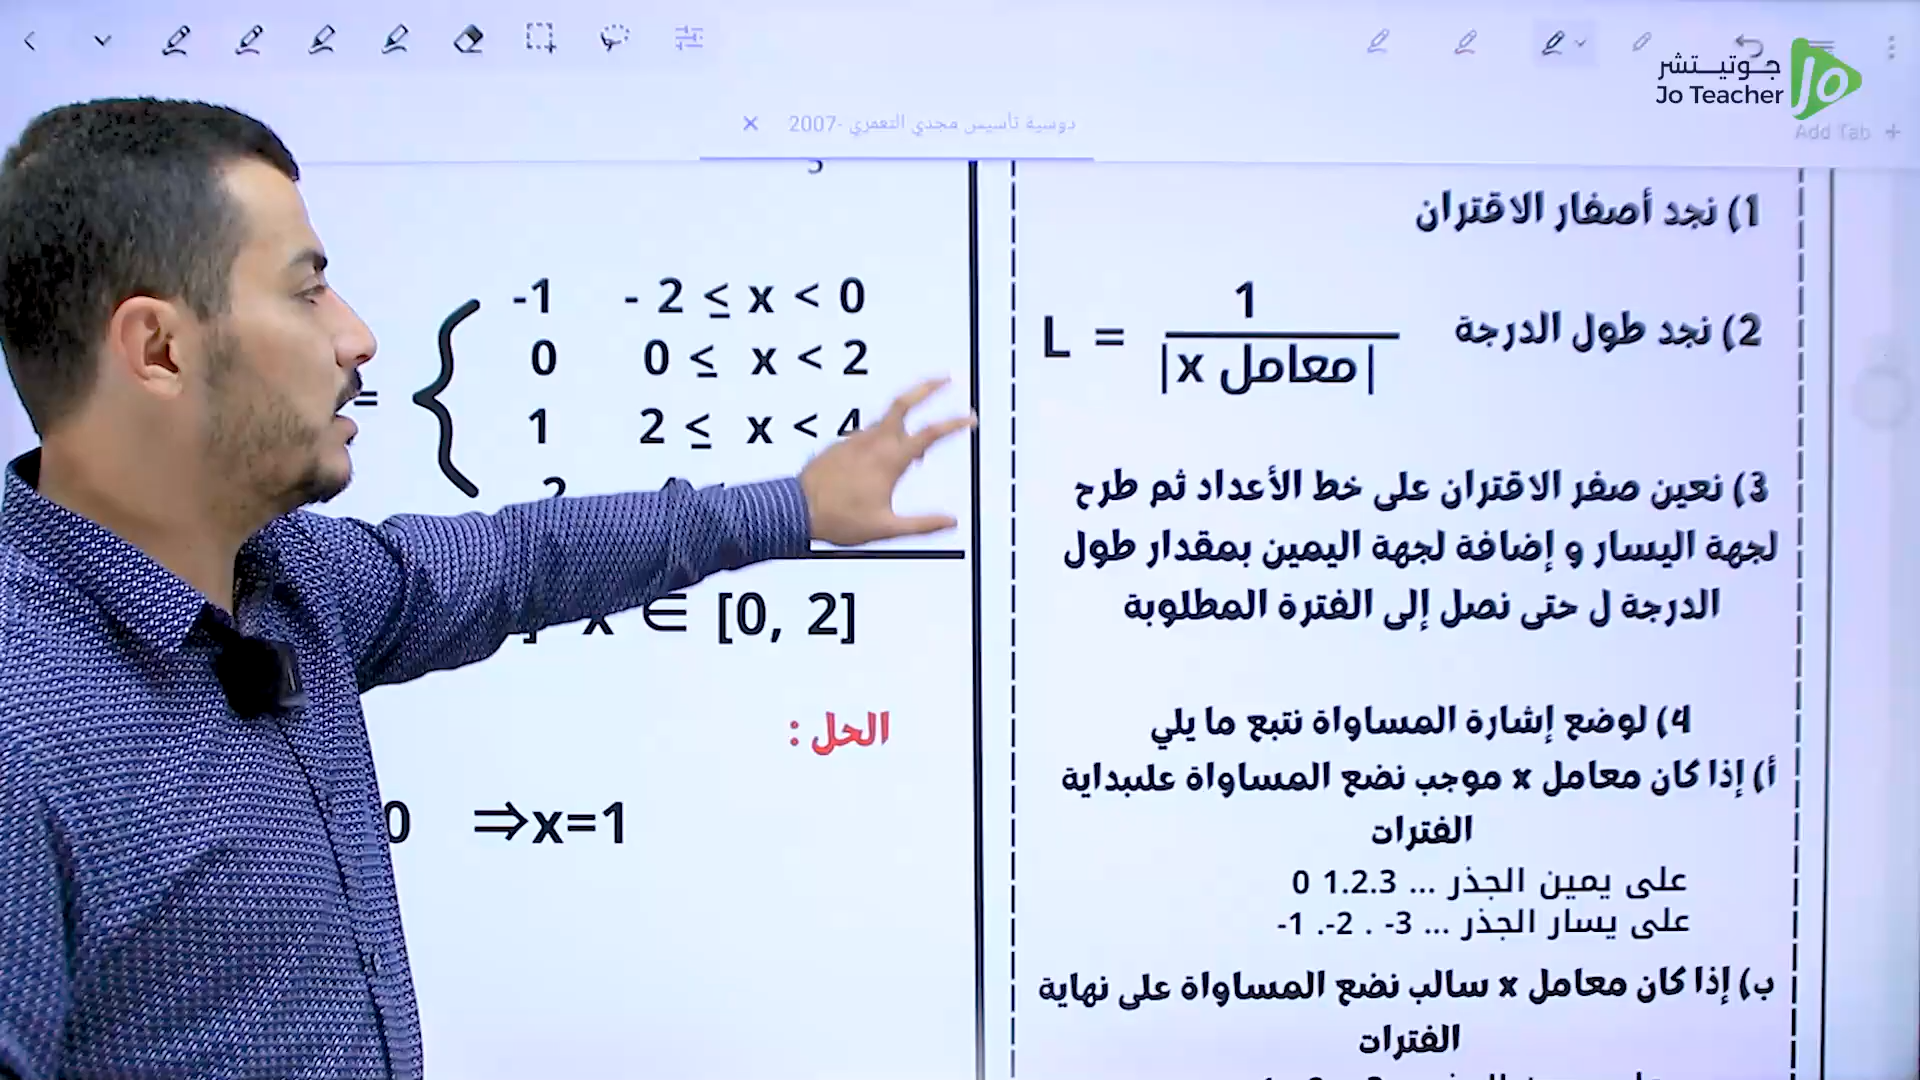 جـوتيـــتشر
Jo Teacher
Jo
دوسية تأسيس مجدي التعمري -2007
Add Tab +
1) نجد أصفار الاقتران
2) نجد طول الدرجة L = 1 / |معامل x|
3) نعين صفر الاقتران على خط الأعداد ثم طرح
لجهة اليسار و إضافة لجهة اليمين بمقدار طول
الدرجة ل حتى نصل إلى الفترة المطلوبة
4) لوضع إشارة المساواة نتبع ما يلي
أ) إذا كان معامل x موجب نضع المساواة علىبداية
الفترات
على يمين الجذر ... 0 1.2.3
على يسار الجذر ... 3- . 2-. 1-
ب) إذا كان معامل x سالب نضع المساواة على نهاية
الفترات
-1 - 2 ≤ x < 0
0 0 ≤ x < 2
= 1 2 ≤ x < 4
x ∈ [0, 2]
الحل :
0 ⇒x=1